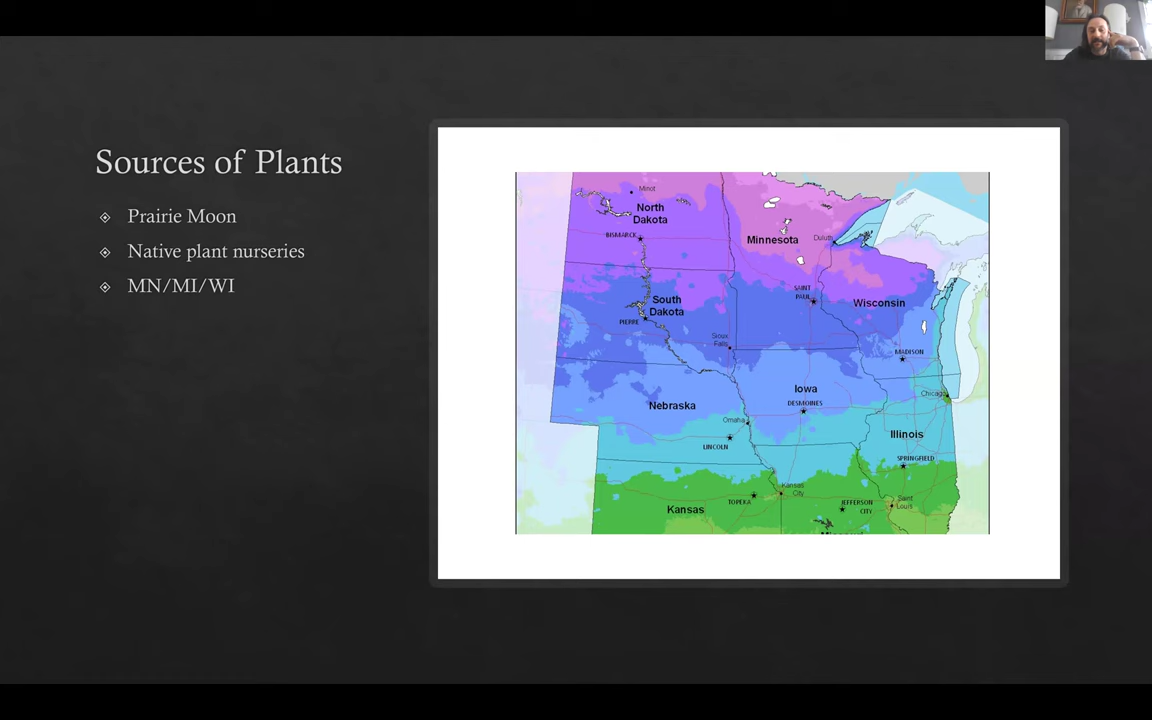 Sources of Plants
Prairie Moon
Native plant nurseries
MN/MI/WI
Minot
North
Dakota
BISMARCK
Minnesota
Duluth
South
Dakota
PIERRE
SAINT
PAUL
Wisconsin
Sioux
Falls
MADISON
Iowa
DESMOINES
Nebraska
Chicago
Omaha
LINCOLN
Illinois
SPRINGFIELD
Kansas
City
TOPEKA
Kansas
JEFFERSON
CITY
Saint
Louis